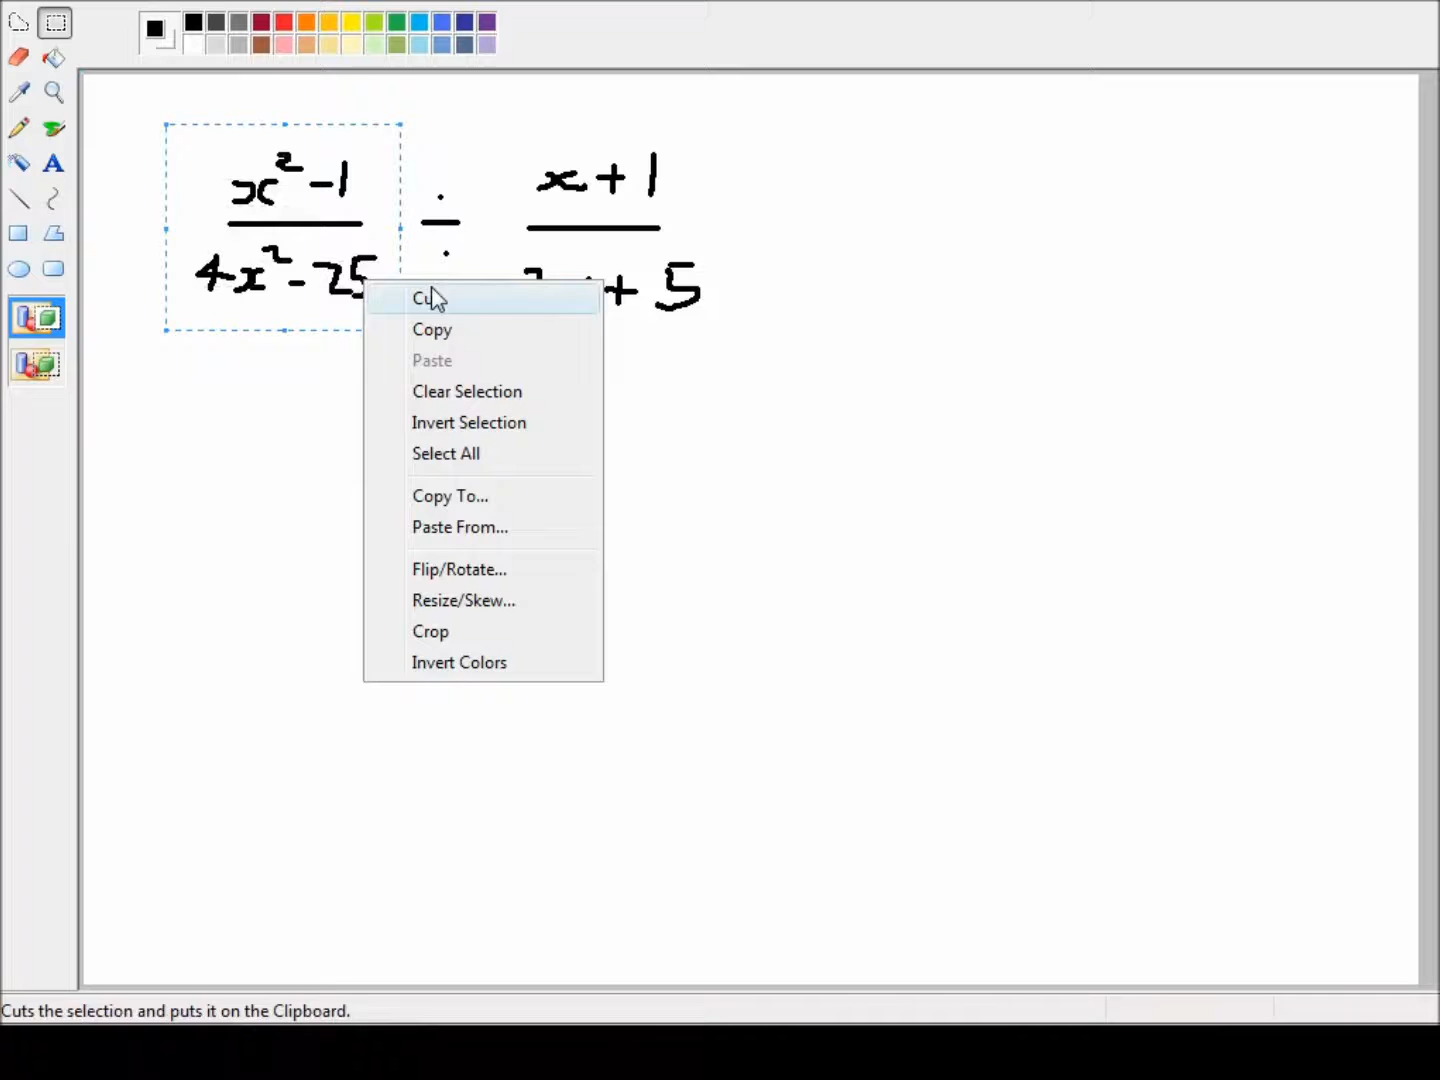 x² - 1 ÷ x + 1
4x² - 25 + 5
Copy
Paste
Clear Selection
Invert Selection
Select All
Copy To...
Paste From...
Flip/Rotate...
Resize/Skew...
Crop
Invert Colors
Cuts the selection and puts it on the Clipboard.